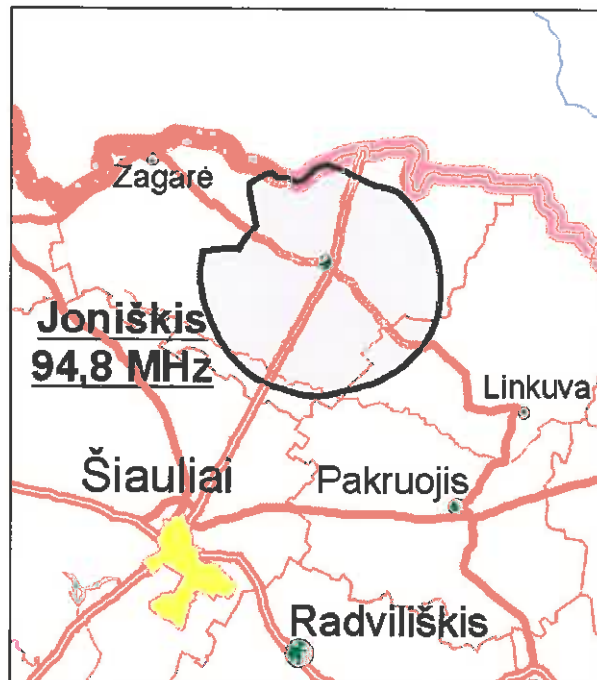 Žagarė
Joniškis
94,8 MHz
Linkuva
Šiauliai
Pakruojis
Radviliškis